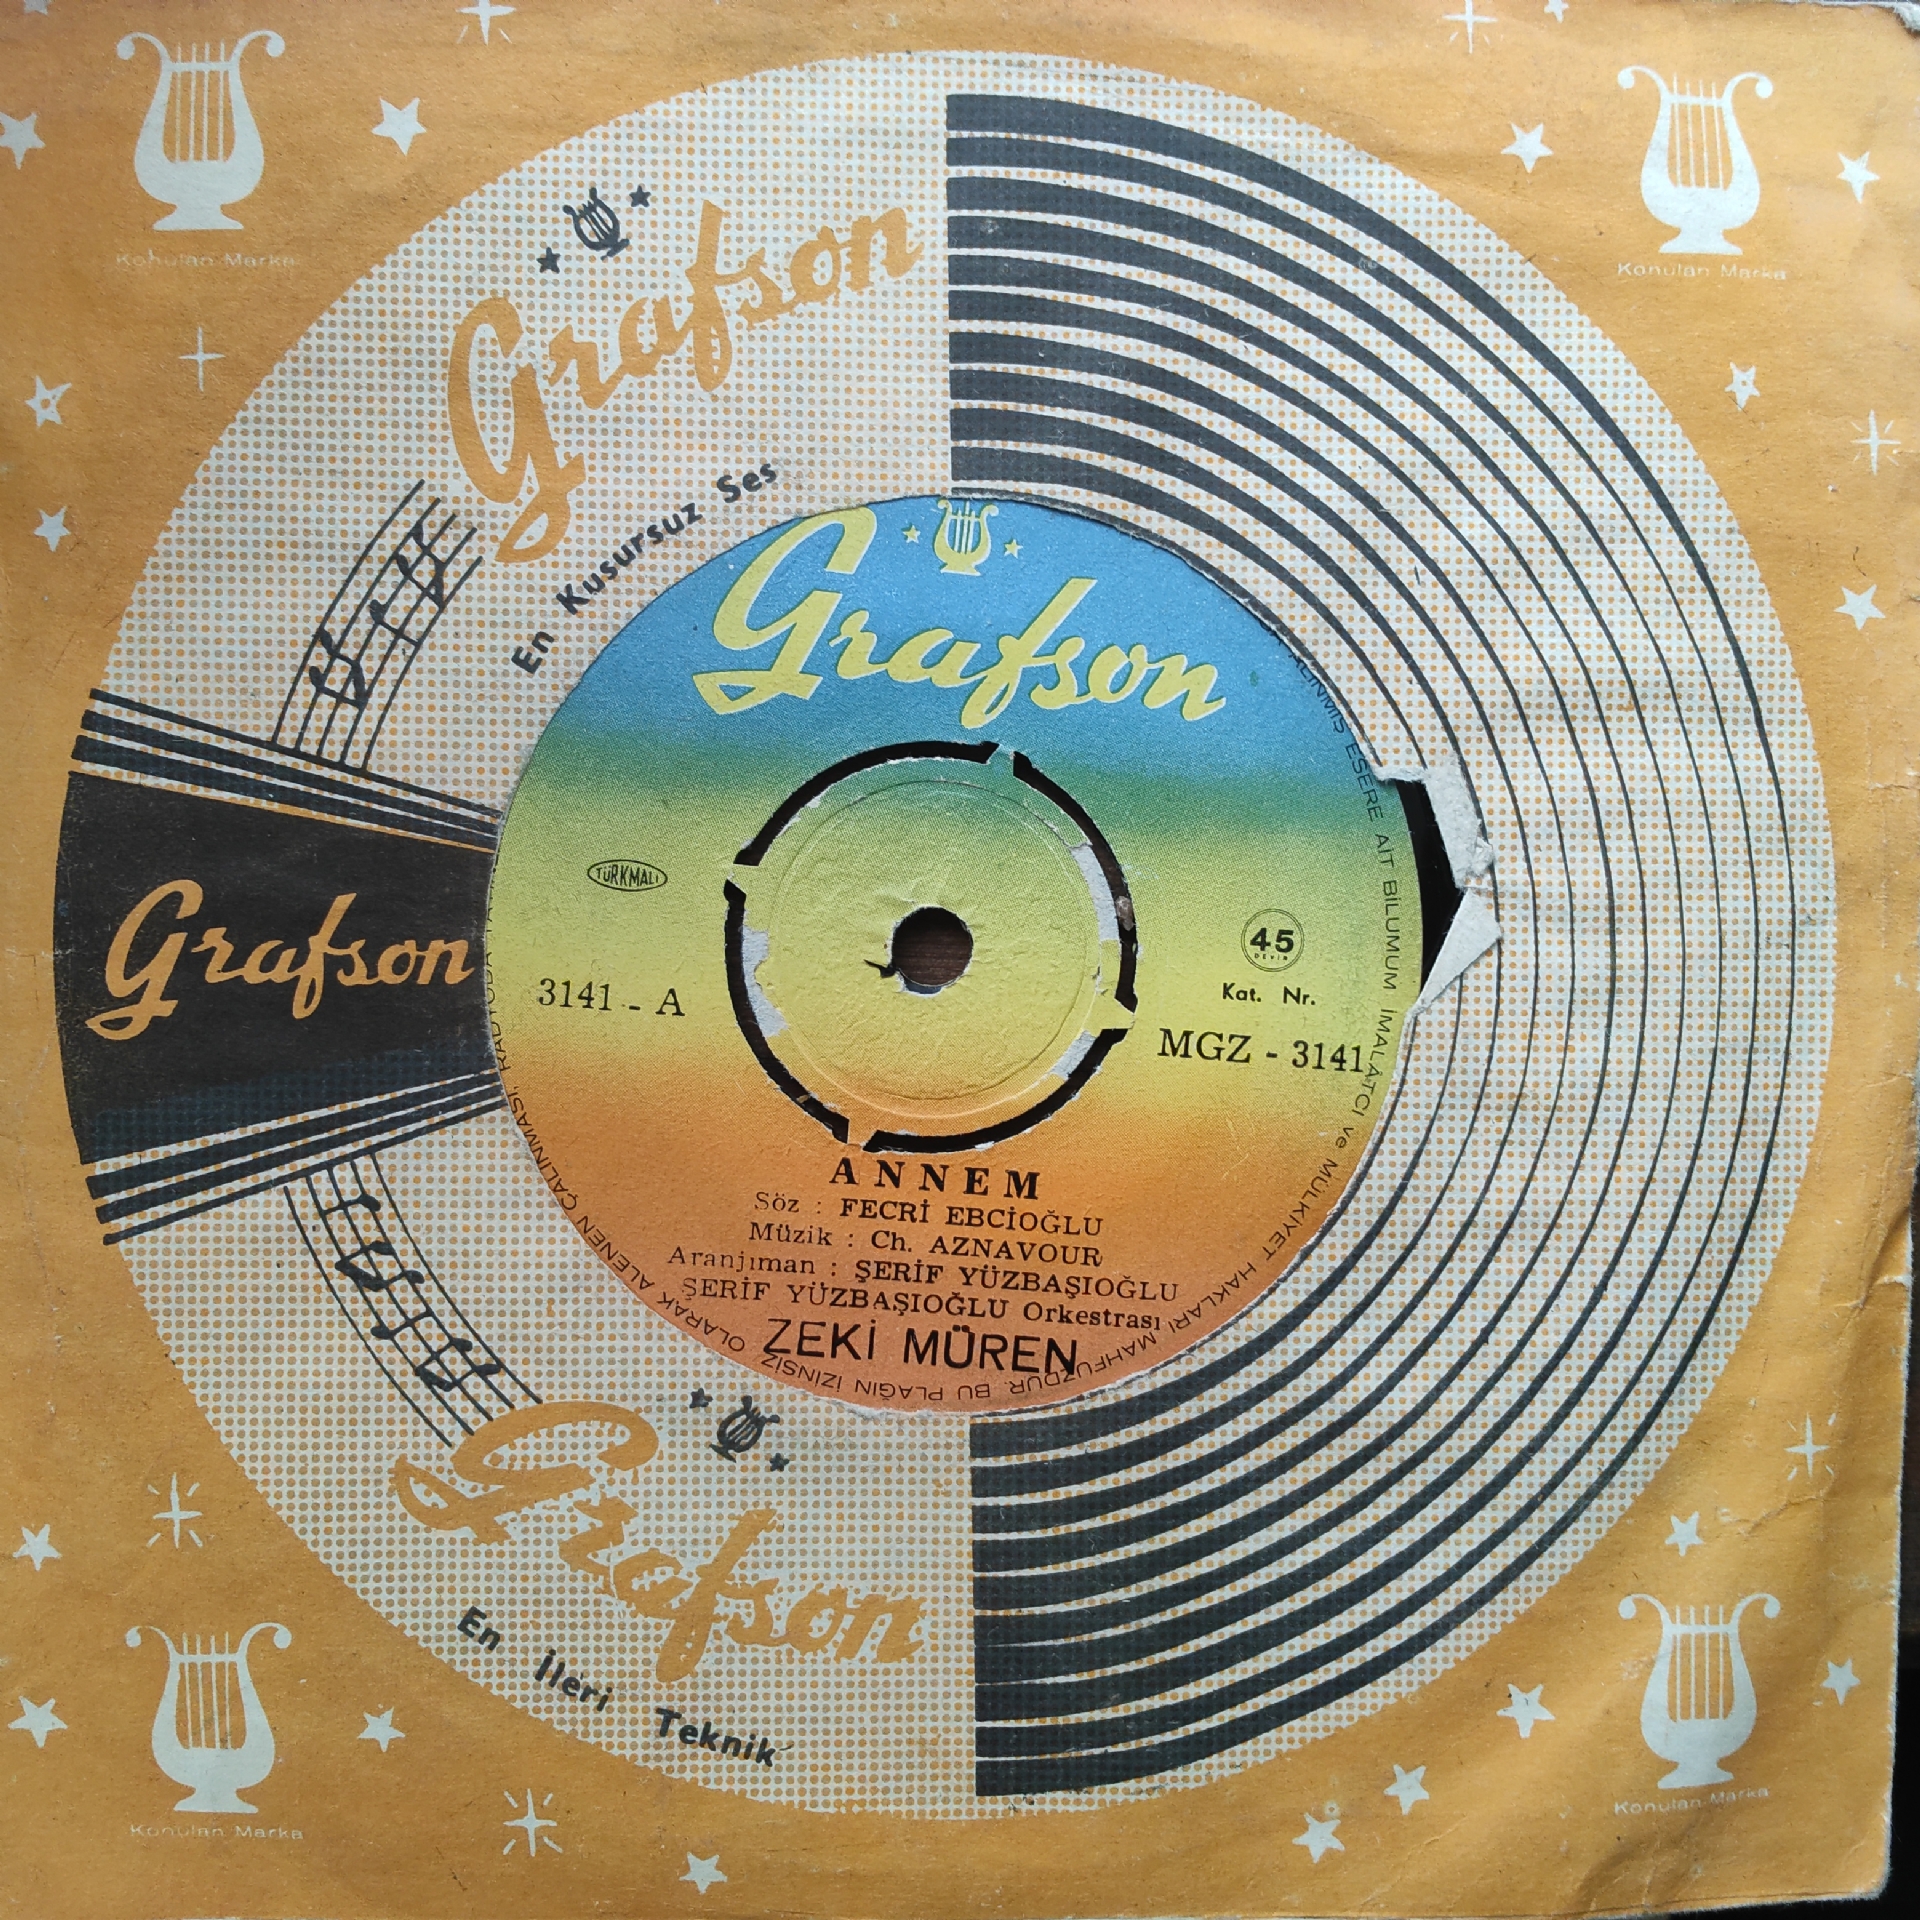 Konulan Marka
Konulan Marka
Grafson
En Kusursuz Ses
Grafson
Grafson
TÜRKMALI
45
DEVİR
Kat. Nr.
3141 - A
MGZ - 3141
ANNEM
Söz : FECRİ EBCİOĞLU
Müzik : Ch. AZNAVOUR
Aranjıman : ŞERİF YÜZBAŞIOĞLU
ŞERİF YÜZBAŞIOĞLU Orkestrası
ZEKİ MÜREN
ESERE AİT BİLUMUM İMALÂTCI ve MÜLKİYET HAKLARI MAHFUZDUR. BU PLAĞIN İZİNSİZ OLARAK ALENEN ÇALINMASI, RADYODA
Grafson
En İleri Teknik
Konulan Marka
Konulan Marka